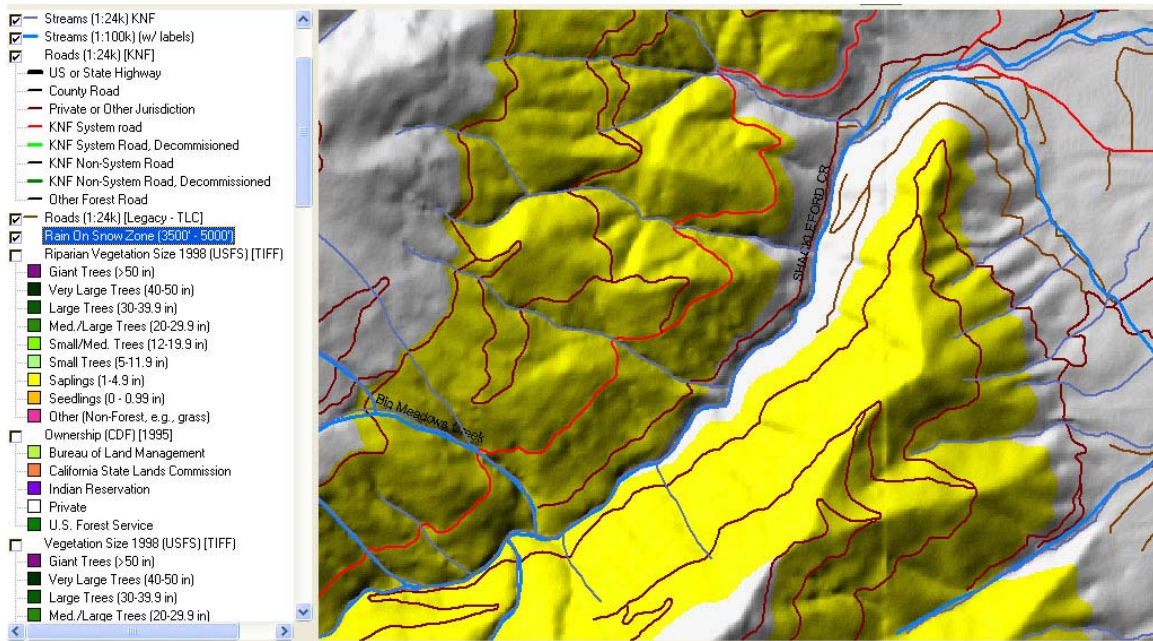 Streams (1:24k) KNF
Streams (1:100k) (w/ labels)
Roads (1:24k) [KNF]
US or State Highway
County Road
Private or Other Jurisdiction
KNF System road
KNF System Road, Decommissioned
KNF Non-System Road
KNF Non-System Road, Decommissioned
Other Forest Road
Roads (1:24k) [Legacy - TLC]
Rain On Snow Zone (3500' - 5000')
Riparian Vegetation Size 1998 (USFS) [TIFF]
Giant Trees (>50 in)
Very Large Trees (40-50 in)
Large Trees (30-39.9 in)
Med./Large Trees (20-29.9 in)
Small/Med. Trees (12-19.9 in)
Small Trees (5-11.9 in)
Saplings (1-4.9 in)
Seedlings (0 - 0.99 in)
Other (Non-Forest, e.g., grass)
Ownership (CDF) [1995]
Bureau of Land Management
California State Lands Commission
Indian Reservation
Private
U.S. Forest Service
Vegetation Size 1998 (USFS) [TIFF]
Giant Trees (>50 in)
Very Large Trees (40-50 in)
Large Trees (30-39.9 in)
Med./Large Trees (20-29.9 in)
SHACKLEFORD CR
Big Meadows Creek